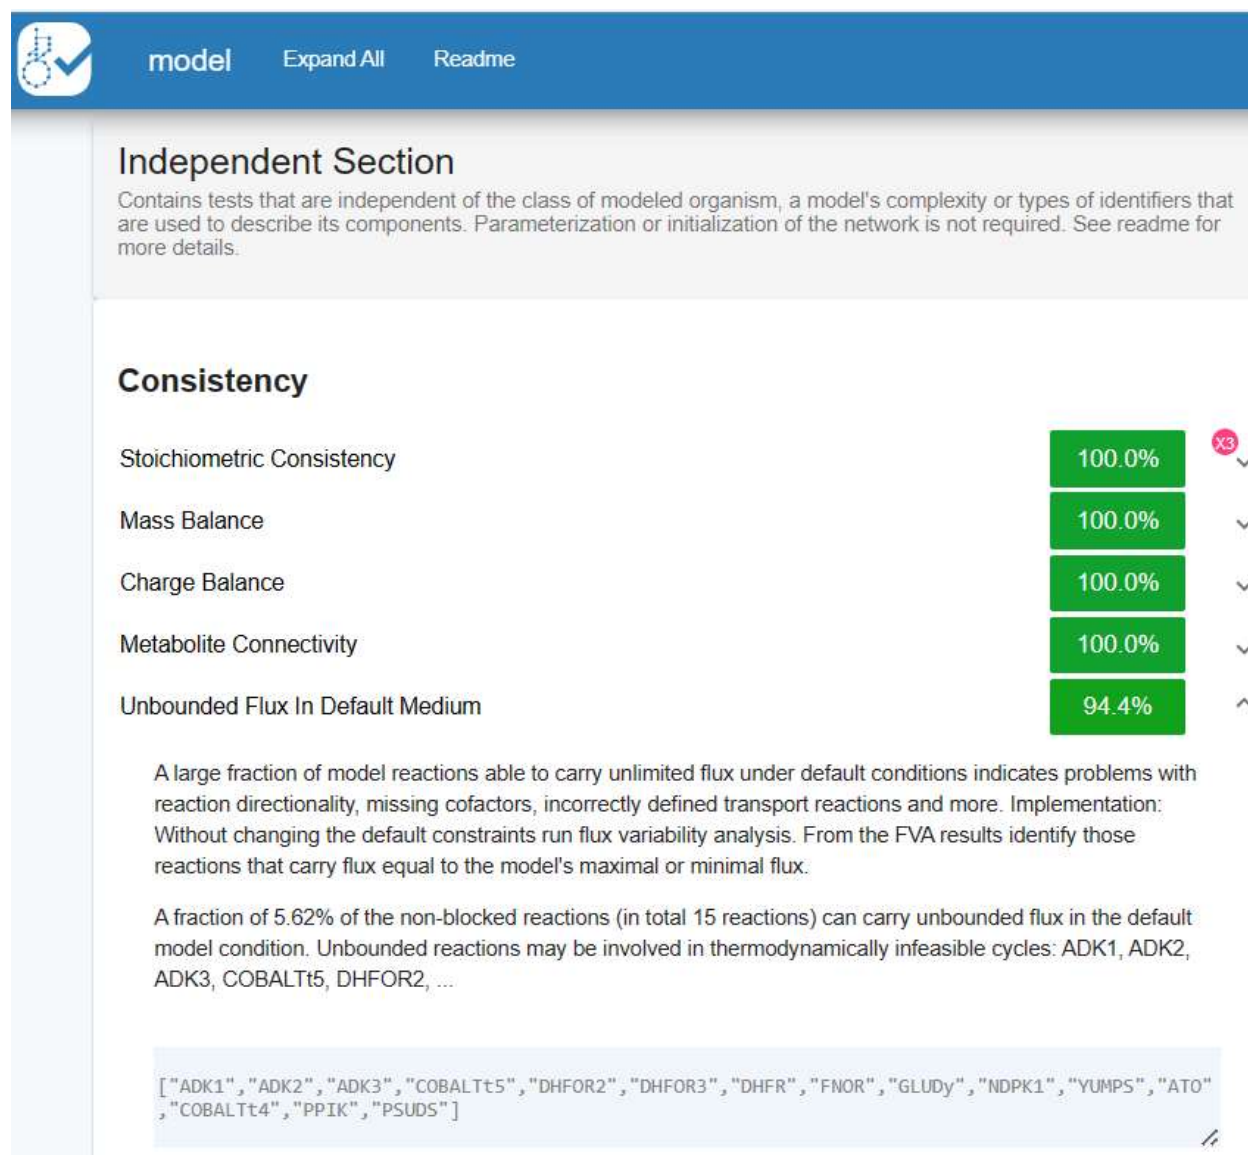 model Expand All Readme
Independent Section
Contains tests that are independent of the class of modeled organism, a model's complexity or types of identifiers that
are used to describe its components. Parameterization or initialization of the network is not required. See readme for
more details.
Consistency
Stoichiometric Consistency 100.0% X3
Mass Balance 100.0%
Charge Balance 100.0%
Metabolite Connectivity 100.0%
Unbounded Flux In Default Medium 94.4%
A large fraction of model reactions able to carry unlimited flux under default conditions indicates problems with
reaction directionality, missing cofactors, incorrectly defined transport reactions and more. Implementation:
Without changing the default constraints run flux variability analysis. From the FVA results identify those
reactions that carry flux equal to the model's maximal or minimal flux.
A fraction of 5.62% of the non-blocked reactions (in total 15 reactions) can carry unbounded flux in the default
model condition. Unbounded reactions may be involved in thermodynamically infeasible cycles: ADK1, ADK2,
ADK3, COBALTt5, DHFOR2, ...
["ADK1","ADK2","ADK3","COBALTt5","DHFOR2","DHFOR3","DHFR","FNOR","GLUDy","NDPK1","YUMPS","ATO"
,"COBALTt4","PPIK","PSUDS"]